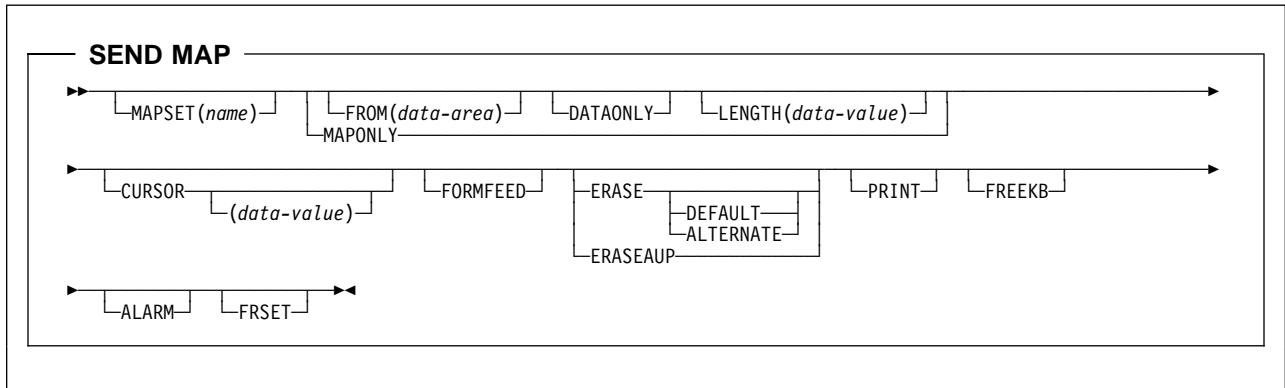 SEND MAP
MAPSET(name) FROM(data-area) DATAONLY LENGTH(data-value)
MAPONLY
CURSOR FORMFEED ERASE PRINT FREEKB
(data-value) DEFAULT
ALTERNATE
ERASEAUP
ALARM FRSET